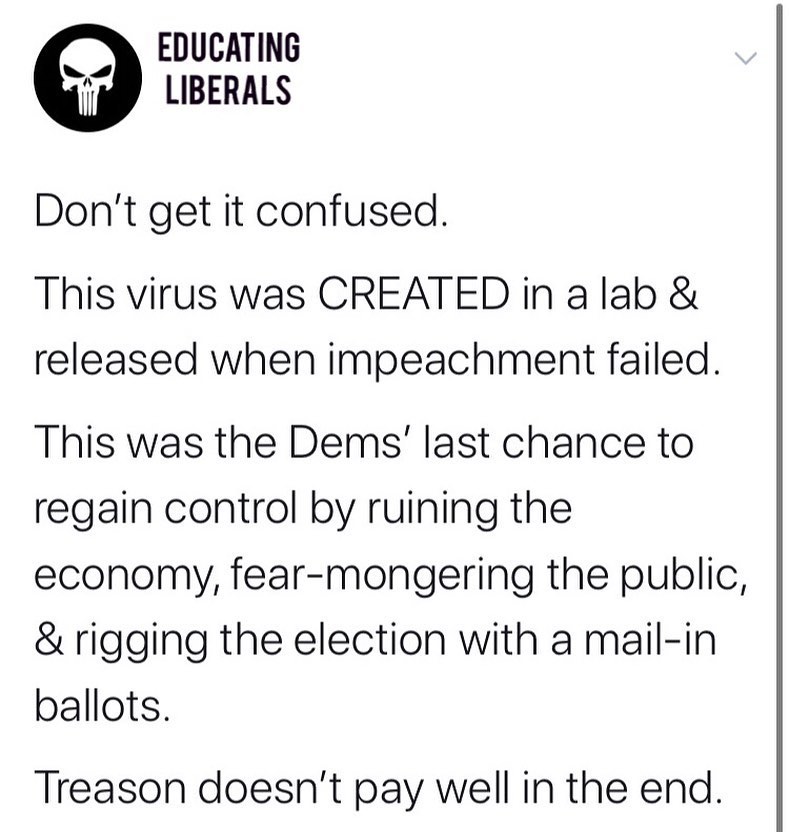 EDUCATING
LIBERALS
Don't get it confused.
This virus was CREATED in a lab &
released when impeachment failed.
This was the Dems' last chance to
regain control by ruining the
economy, fear-mongering the public,
& rigging the election with a mail-in
ballots.
Treason doesn't pay well in the end.